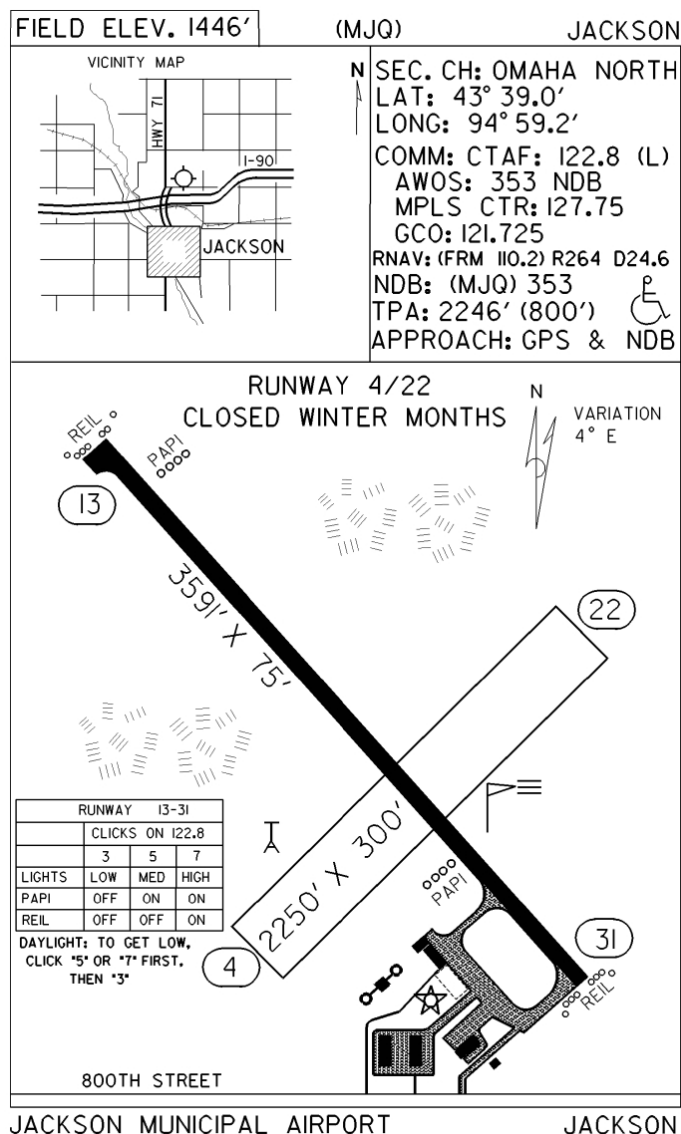 FIELD ELEV. 1446' (MJQ) JACKSON
VICINITY MAP
HWY 71
I-90
JACKSON
N
SEC. CH: OMAHA NORTH
LAT: 43° 39.0'
LONG: 94° 59.2'
COMM: CTAF: 122.8 (L)
AWOS: 353 NDB
MPLS CTR: 127.75
GCO: 121.725
RNAV: (FRM 110.2) R264 D24.6
NDB: (MJQ) 353
TPA: 2246' (800')
APPROACH: GPS & NDB
RUNWAY 4/22
CLOSED WINTER MONTHS
N
VARIATION
4° E
REIL
PAPI
13
3591' X 75'
22
2250' X 300'
RUNWAY 13-31
CLICKS ON 122.8
3 5 7
LIGHTS LOW MED HIGH
PAPI OFF ON ON
REIL OFF OFF ON
DAYLIGHT: TO GET LOW,
CLICK "5" OR "7" FIRST,
THEN "3"
PAPI
4
31
REIL
800TH STREET
JACKSON MUNICIPAL AIRPORT JACKSON